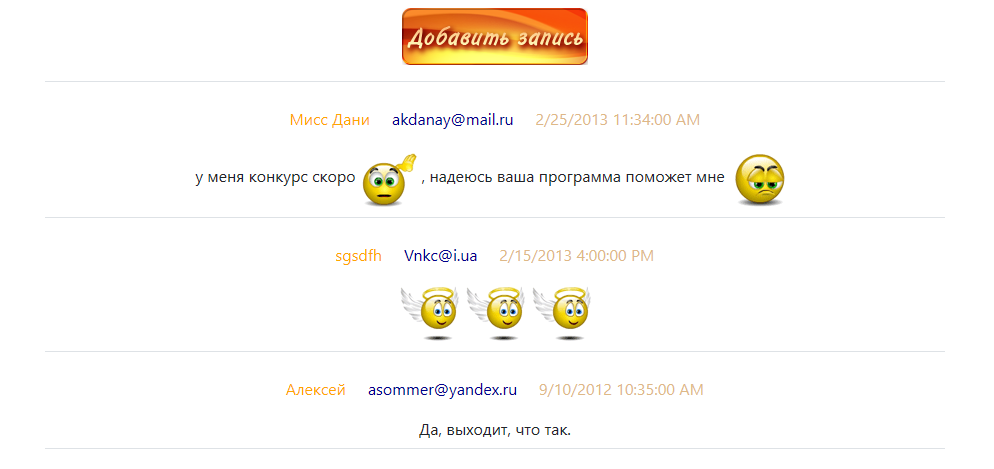 Добавить запись
Мисс Дани akdanay@mail.ru 2/25/2013 11:34:00 AM
у меня конкурс скоро , надеюсь ваша программа поможет мне
sgsdfh Vnkc@i.ua 2/15/2013 4:00:00 PM
Алексей asommer@yandex.ru 9/10/2012 10:35:00 AM
Да, выходит, что так.